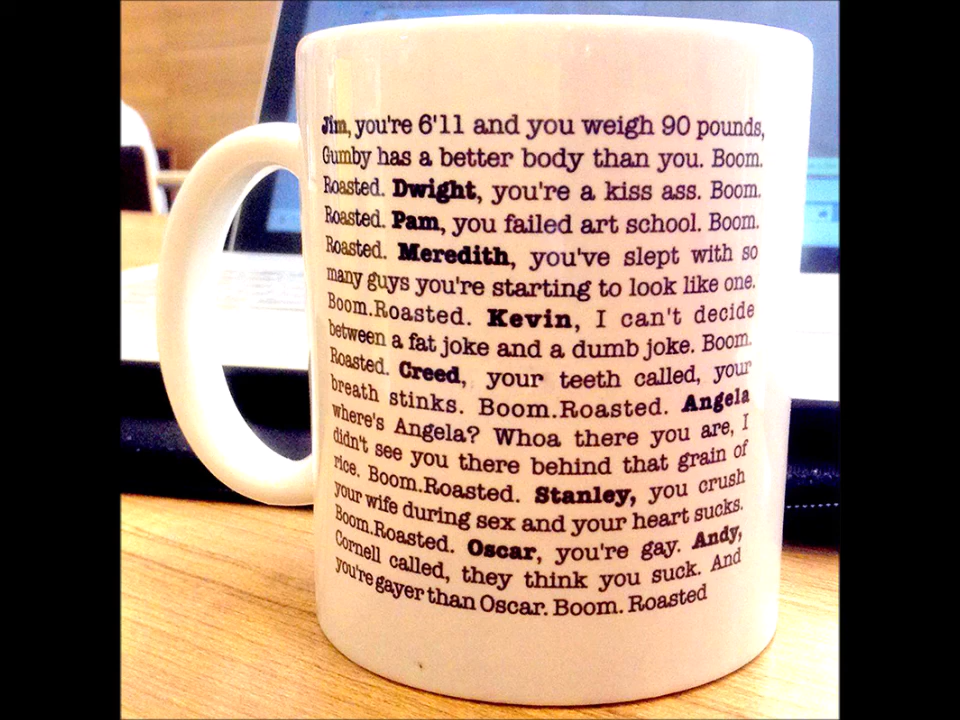 Jim, you're 6'11 and you weigh 90 pounds,
Gumby has a better body than you. Boom.
Roasted. Dwight, you're a kiss ass. Boom.
Roasted. Pam, you failed art school. Boom.
Roasted. Meredith, you've slept with so
many guys you're starting to look like one.
Boom.Roasted. Kevin, I can't decide
between a fat joke and a dumb joke. Boom.
Roasted. Creed, your teeth called, your
breath stinks. Boom.Roasted. Angela
where's Angela? Whoa there you are, I
didn't see you there behind that grain of
rice. Boom.Roasted. Stanley, you crush
your wife during sex and your heart sucks.
Boom.Roasted. Oscar, you're gay. Andy,
Cornell called, they think you suck. And
you're gayer than Oscar. Boom. Roasted